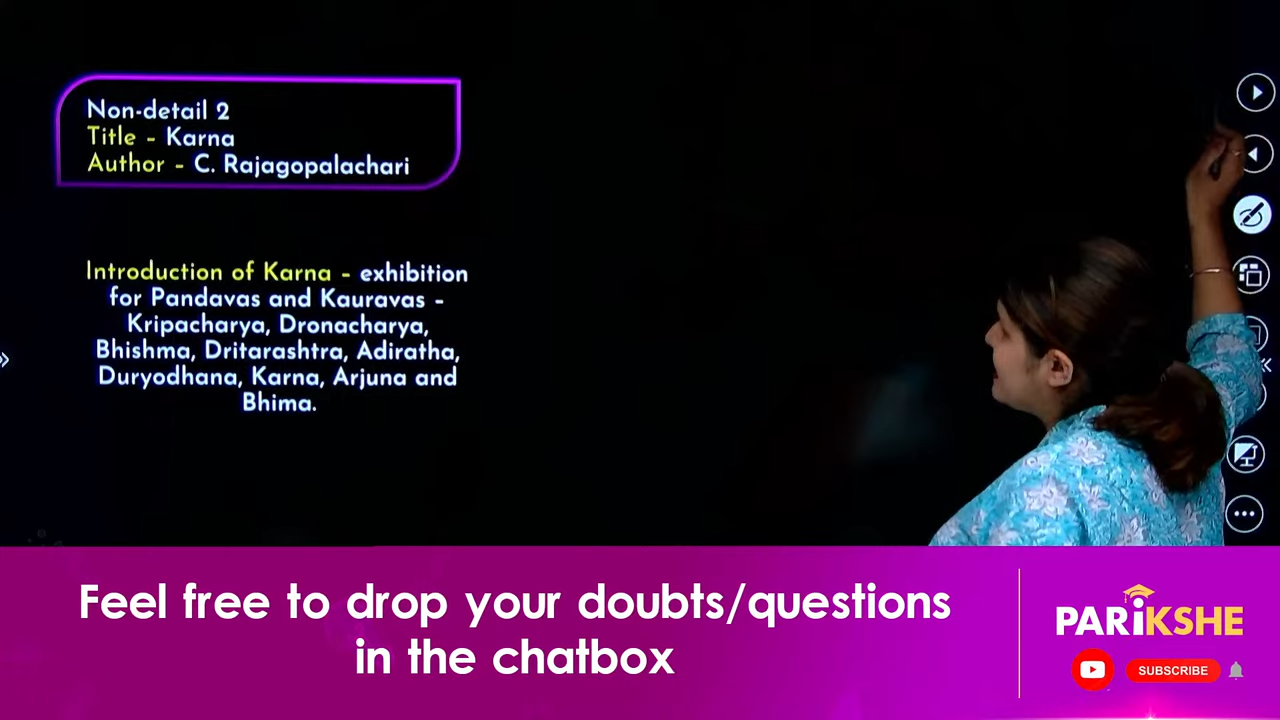 Non-detail 2
Title - Karna
Author - C. Rajagopalachari
Introduction of Karna - exhibition
for Pandavas and Kauravas -
Kripacharya, Dronacharya,
Bhishma, Dritarashtra, Adiratha,
Duryodhana, Karna, Arjuna and
Bhima.
Feel free to drop your doubts/questions
in the chatbox
PARiKSHE
SUBSCRIBE